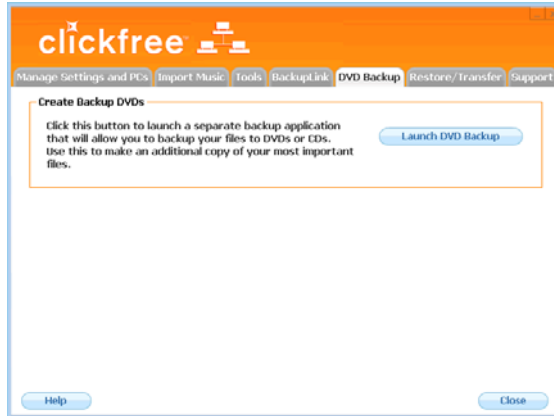 clickfree
Manage Settings and PCs Import Music Tools BackupLink DVD Backup Restore/Transfer Support
Create Backup DVDs
Click this button to launch a separate backup application
that will allow you to backup your files to DVDs or CDs.
Use this to make an additional copy of your most important
files.
Launch DVD Backup
Help
Close